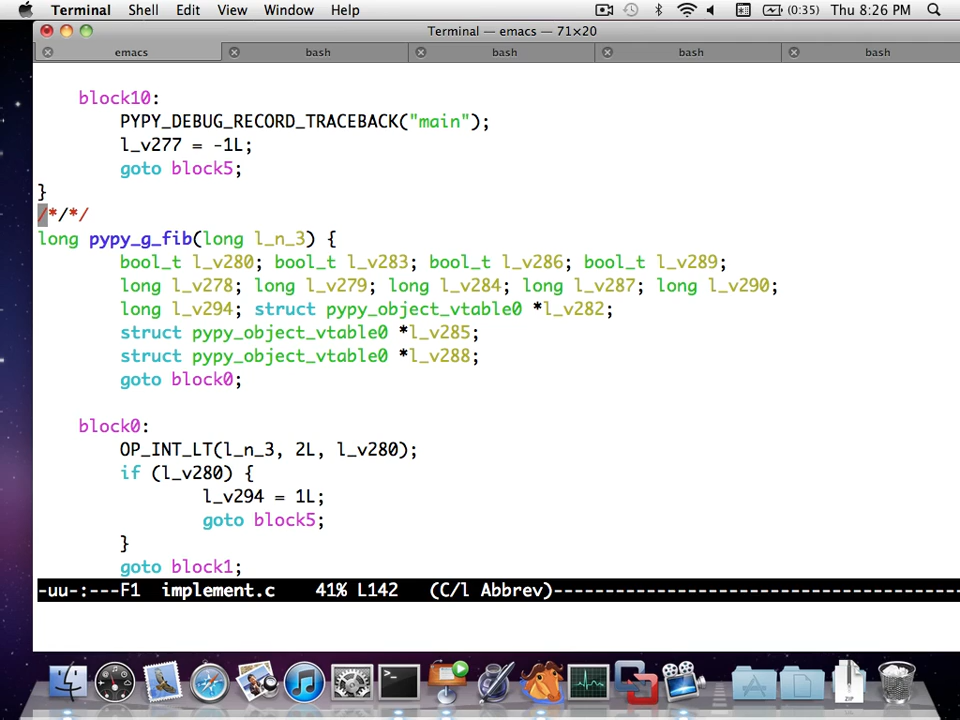 Terminal Shell Edit View Window Help (0:35) Thu 8:26 PM
Terminal — emacs — 71×20
emacs bash bash bash bash
block10:
PYPY_DEBUG_RECORD_TRACEBACK("main");
l_v277 = -1L;
goto block5;
}
/*/*/
long pypy_g_fib(long l_n_3) {
bool_t l_v280; bool_t l_v283; bool_t l_v286; bool_t l_v289;
long l_v278; long l_v279; long l_v284; long l_v287; long l_v290;
long l_v294; struct pypy_object_vtable0 *l_v282;
struct pypy_object_vtable0 *l_v285;
struct pypy_object_vtable0 *l_v288;
goto block0;
block0:
OP_INT_LT(l_n_3, 2L, l_v280);
if (l_v280) {
l_v294 = 1L;
goto block5;
}
goto block1;
-uu-:---F1 implement.c 41% L142 (C/l Abbrev)----------------------------------------
ZIP